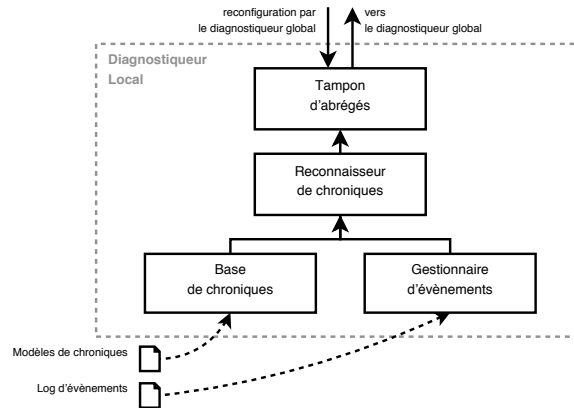 reconfiguration par
le diagnostiqueur global
vers
le diagnostiqueur global
Diagnostiqueur
Local
Tampon
d'abrégés
Reconnaisseur
de chroniques
Base
de chroniques
Gestionnaire
d'évènements
Modèles de chroniques
Log d'évènements